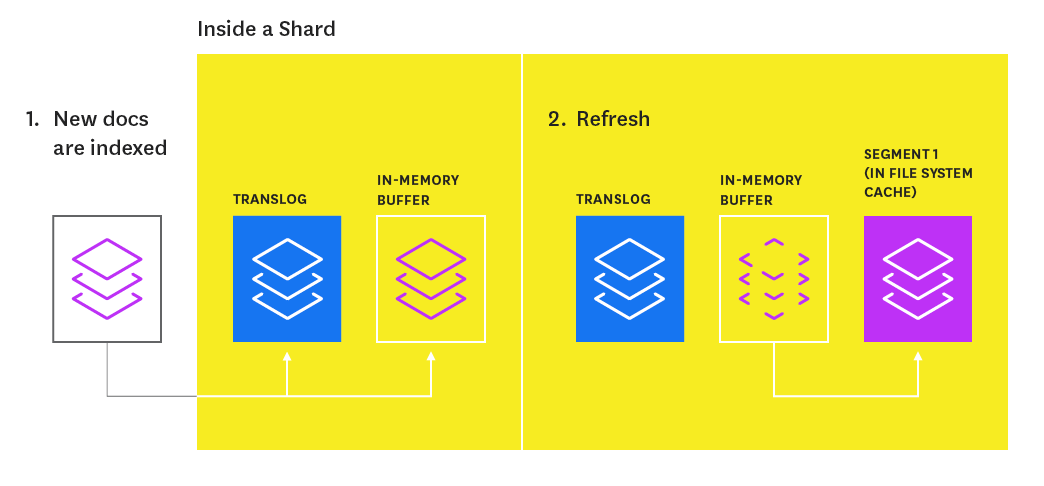 Inside a Shard
1. New docs
are indexed
TRANSLOG
IN-MEMORY
BUFFER
2. Refresh
TRANSLOG
IN-MEMORY
BUFFER
SEGMENT 1
(IN FILE SYSTEM
CACHE)